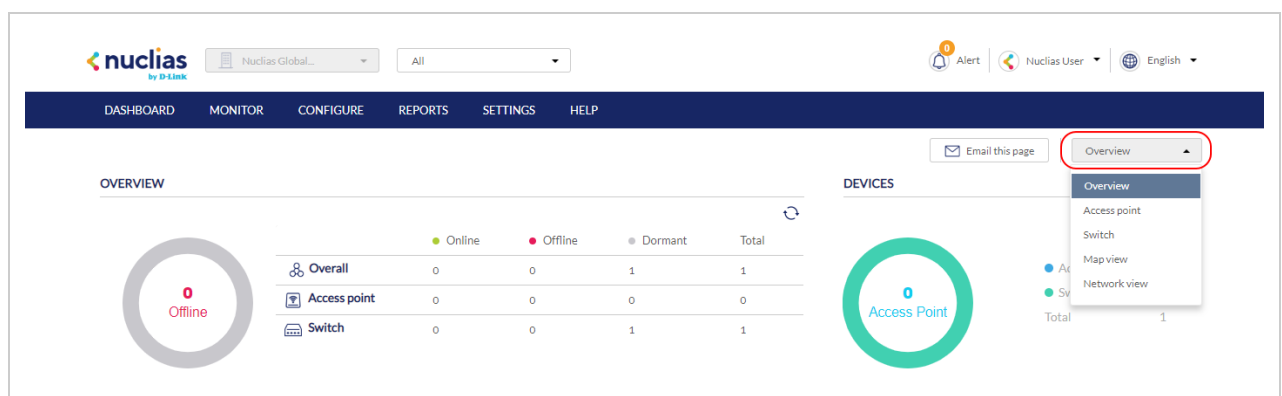 nuclias
by D-Link
Nuclias Global...
All
0
Alert
Nuclias User
English
DASHBOARD MONITOR CONFIGURE REPORTS SETTINGS HELP
Email this page
Overview
OVERVIEW
DEVICES
Overview
Access point
Switch
Map view
Network view
Online Offline Dormant Total
Overall 0 0 1 1
Access point 0 0 0 0
Switch 0 0 1 1
0
Offline
0
Access Point
Total 1